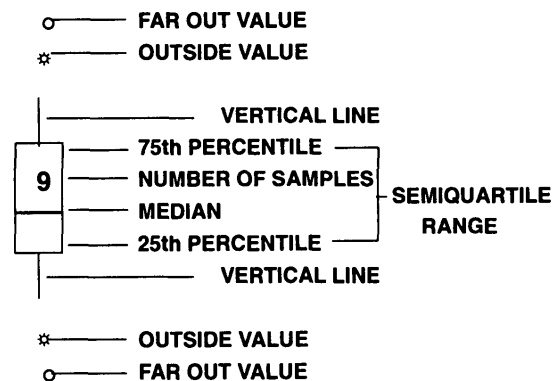 FAR OUT VALUE
OUTSIDE VALUE
VERTICAL LINE
75th PERCENTILE
9
NUMBER OF SAMPLES
SEMIQUARTILE
RANGE
MEDIAN
25th PERCENTILE
VERTICAL LINE
OUTSIDE VALUE
FAR OUT VALUE